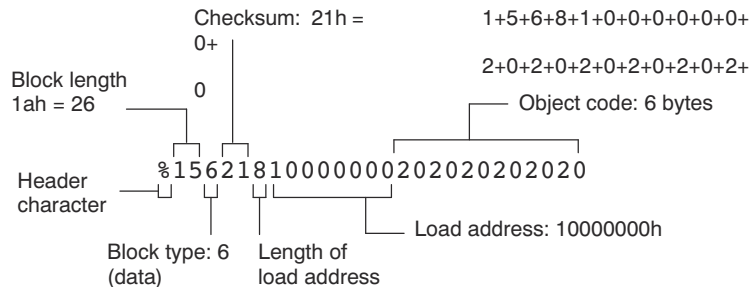 Checksum: 21h = 1+5+6+8+1+0+0+0+0+0+0+
0+
2+0+2+0+2+0+2+0+2+0+2+
0
Block length
1ah = 26
Object code: 6 bytes
%15621810000000202020202020
Header
character
Load address: 10000000h
Block type: 6
(data)
Length of
load address